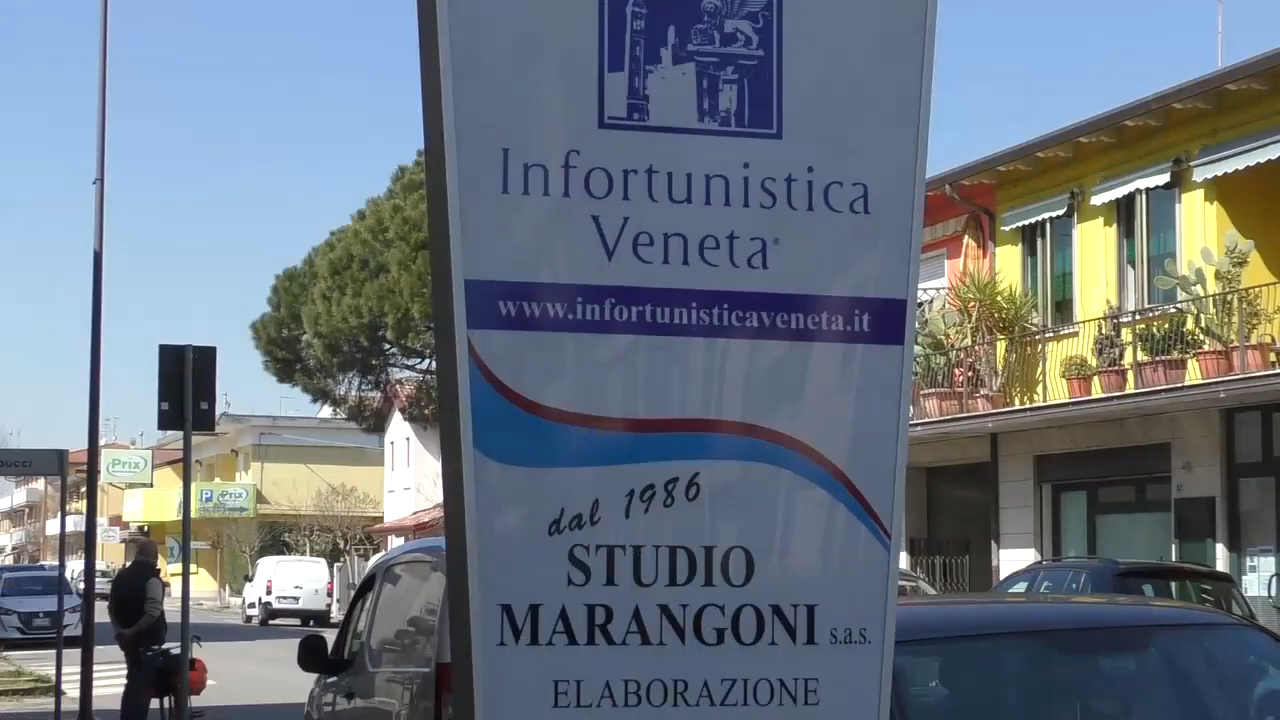 Infortunistica
Veneta
www.infortunisticaveneta.it
dal 1986
STUDIO
MARANGONI s.a.s.
ELABORAZIONE
Prix
P Prix